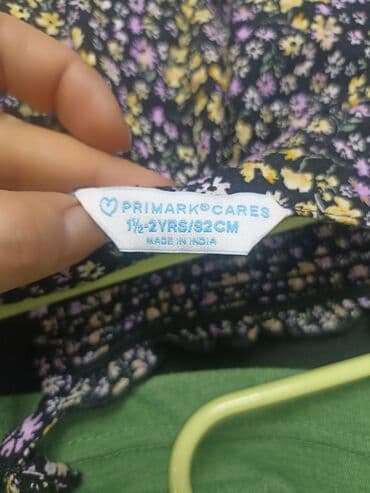 PRIMARK®CARES
1½-2YRS/92CM
MADE IN INDIA